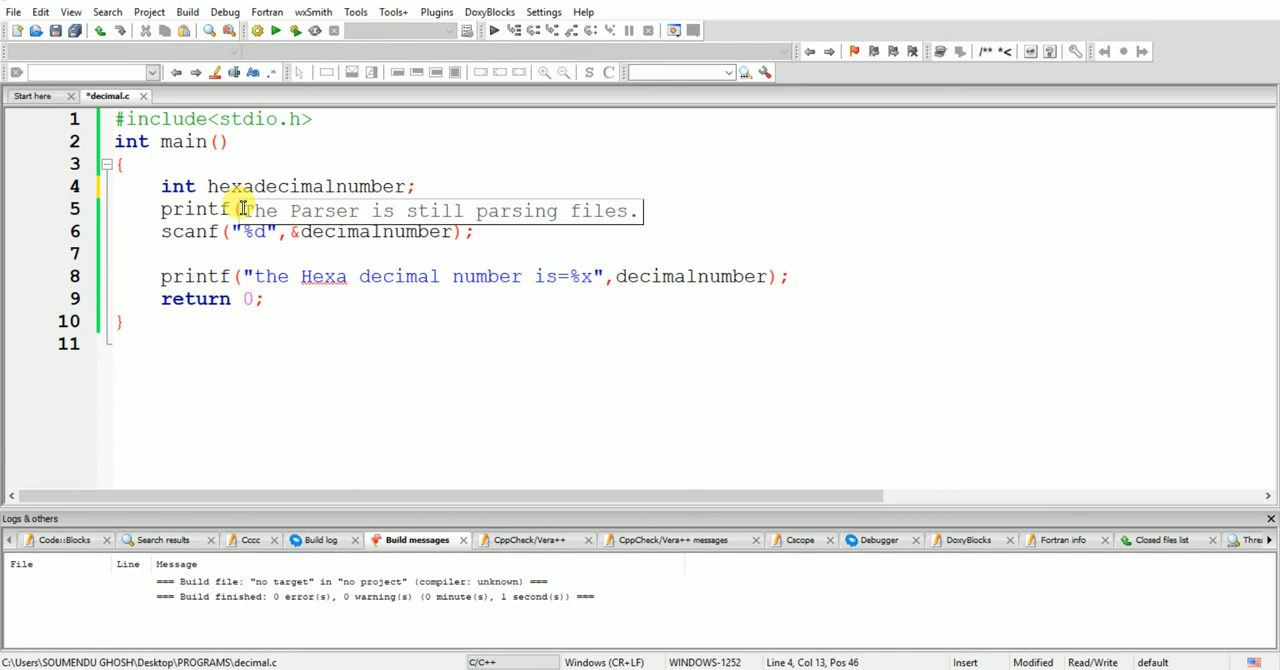 File Edit View Search Project Build Debug Fortran wxSmith Tools Tools+ Plugins DoxyBlocks Settings Help
/** *<
S C
Start here *decimal.c
1 #include<stdio.h>
2 int main()
3 {
4 int hexadecimalnumber;
5 printf( The Parser is still parsing files.
6 scanf("%d",&decimalnumber);
7
8 printf("the Hexa decimal number is=%x",decimalnumber);
9 return 0;
10 }
11
Logs & others
Code::Blocks Search results Cccc Build log Build messages CppCheck/Vera++ CppCheck/Vera++ messages Cscope Debugger DoxyBlocks Fortran info Closed files list Thre
File Line Message
=== Build file: "no target" in "no project" (compiler: unknown) ===
=== Build finished: 0 error(s), 0 warning(s) (0 minute(s), 1 second(s)) ===
C:\Users\SOUMENDU GHOSH\Desktop\PROGRAMS\decimal.c C/C++ Windows (CR+LF) WINDOWS-1252 Line 4, Col 13, Pos 46 Insert Modified Read/Write default